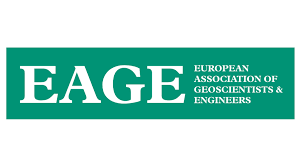 EAGE
EUROPEAN
ASSOCIATION OF
GEOSCIENTISTS &
ENGINEERS